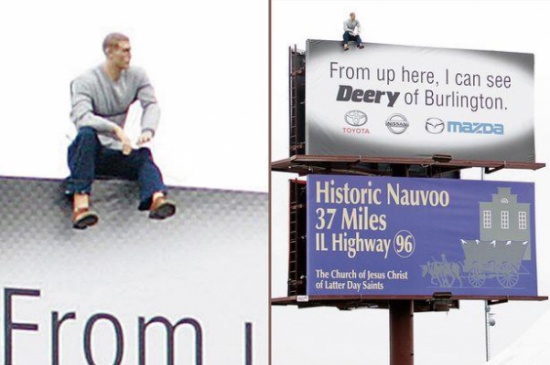 From
From up here, I can see
Deery of Burlington.
TOYOTA
NISSAN
mazda
Historic Nauvoo
37 Miles
IL Highway 96
The Church of Jesus Christ
of Latter Day Saints